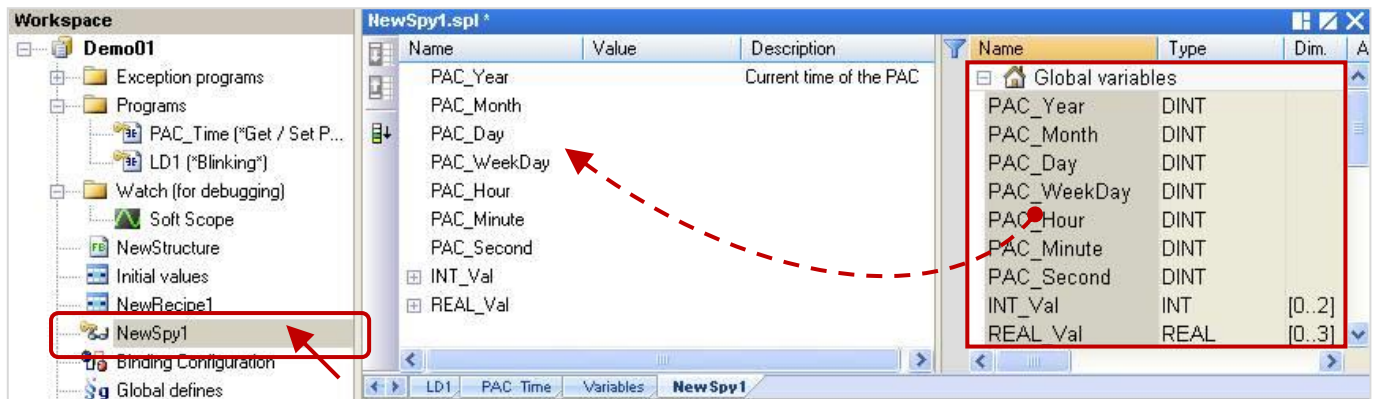 Workspace
Demo01
Exception programs
Programs
PAC_Time (*Get / Set P...
LD1 (*Blinking*)
Watch (for debugging)
Soft Scope
NewStructure
Initial values
NewRecipe1
NewSpy1
Binding Configuration
Global defines
NewSpy1.spl *
Name Value Description
PAC_Year Current time of the PAC
PAC_Month
PAC_Day
PAC_WeekDay
PAC_Hour
PAC_Minute
PAC_Second
INT_Val
REAL_Val
LD1 PAC_Time Variables NewSpy1
Name Type Dim. A
Global variables
PAC_Year DINT
PAC_Month DINT
PAC_Day DINT
PAC_WeekDay DINT
PAC_Hour DINT
PAC_Minute DINT
PAC_Second DINT
INT_Val INT [0..2]
REAL_Val REAL [0..3]